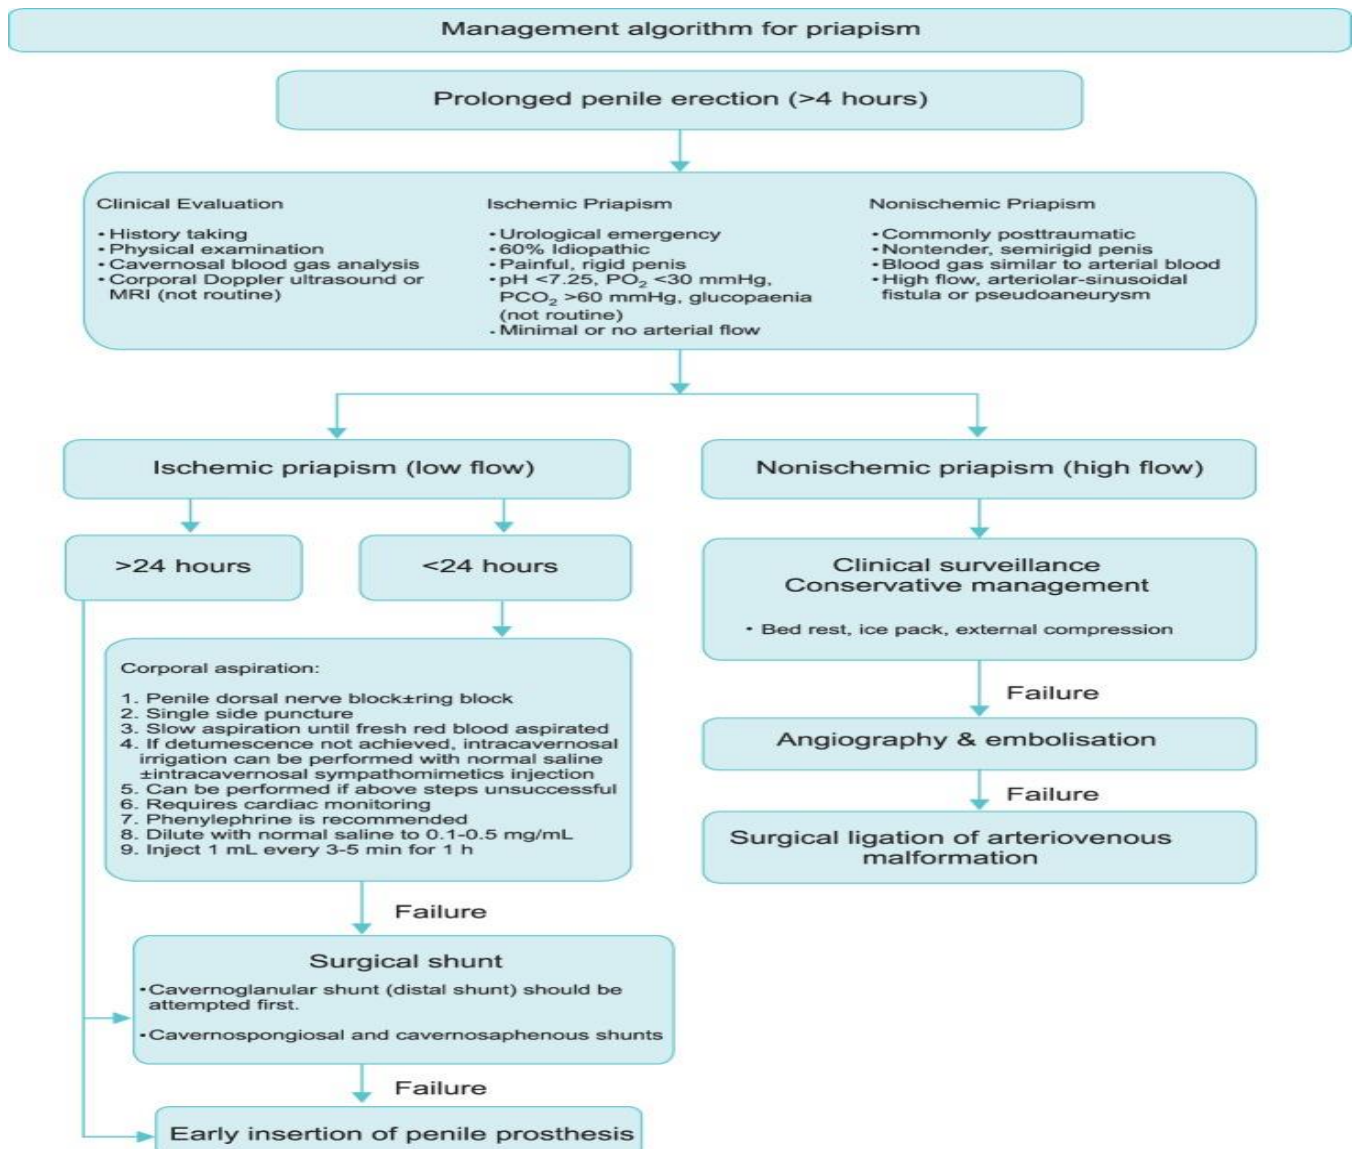 Management algorithm for priapism
Prolonged penile erection (>4 hours)
Clinical Evaluation
• History taking
• Physical examination
• Cavernosal blood gas analysis
• Corporal Doppler ultrasound or
MRI (not routine)
Ischemic Priapism
• Urological emergency
• 60% Idiopathic
• Painful, rigid penis
• pH <7.25, PO₂ <30 mmHg,
PCO₂ >60 mmHg, glucopaenia
(not routine)
• Minimal or no arterial flow
Nonischemic Priapism
• Commonly posttraumatic
• Nontender, semirigid penis
• Blood gas similar to arterial blood
• High flow, arteriolar-sinusoidal
fistula or pseudoaneurysm
Ischemic priapism (low flow)
>24 hours
<24 hours
Corporal aspiration:
1. Penile dorsal nerve block±ring block
2. Single side puncture
3. Slow aspiration until fresh red blood aspirated
4. If detumescence not achieved, intracavernosal
irrigation can be performed with normal saline
±intracavernosal sympathomimetics injection
5. Can be performed if above steps unsuccessful
6. Requires cardiac monitoring
7. Phenylephrine is recommended
8. Dilute with normal saline to 0.1-0.5 mg/mL
9. Inject 1 mL every 3-5 min for 1 h
Failure
Surgical shunt
• Cavernoglanular shunt (distal shunt) should be
attempted first.
• Cavernospongiosal and cavernosaphenous shunts
Failure
Early insertion of penile prosthesis
Nonischemic priapism (high flow)
Clinical surveillance
Conservative management
• Bed rest, ice pack, external compression
Failure
Angiography & embolisation
Failure
Surgical ligation of arteriovenous
malformation